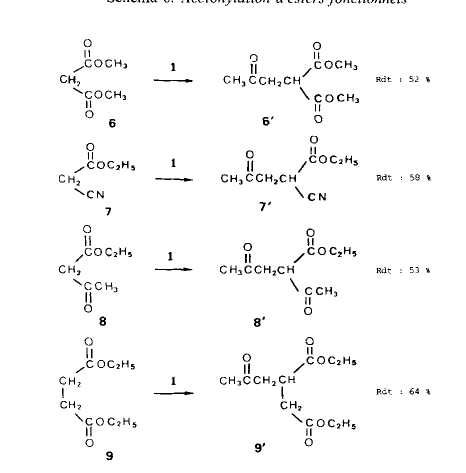 Schéma 6. Acétonylation d'esters fonctionnels
O O
COCH₃ 1 O COCH₃
CH₂ CH₃CCH₂CH Rdt : 52 %
COCH₃ COCH₃
O O
6 6'
O O
COC₂H₅ 1 O COC₂H₅
CH₂ CH₃CCH₂CH Rdt : 58 %
CN CN
7 7'
O O
COC₂H₅ 1 O COC₂H₅
CH₂ CH₃CCH₂CH Rdt : 53 %
CCH₃ CCH₃
O O
8 8'
O O
COC₂H₅ O COC₂H₅
CH₂ 1 CH₃CCH₂CH Rdt : 64 %
CH₂ CH₂
COC₂H₅ COC₂H₅
O O
9 9'